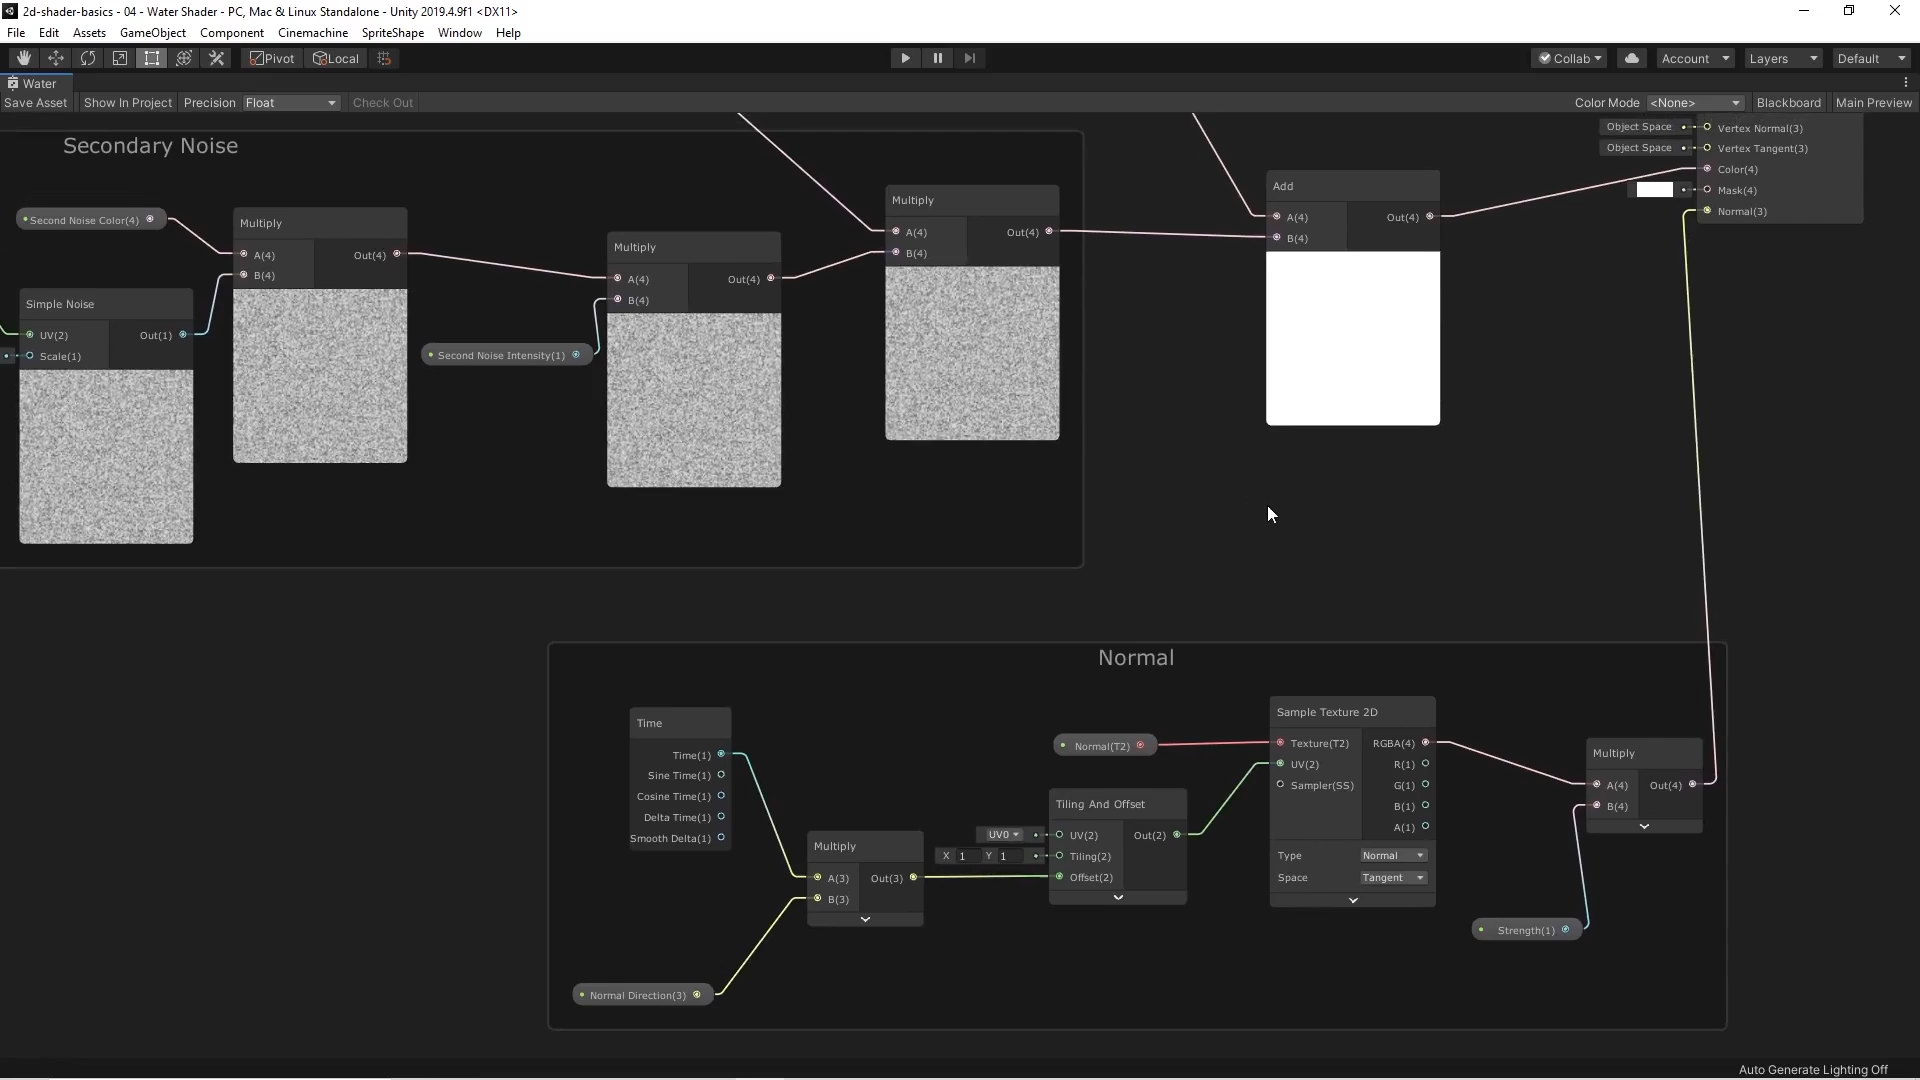 2d-shader-basics - 04 - Water Shader - PC, Mac & Linux Standalone - Unity 2019.4.9f1 <DX11>
File Edit Assets GameObject Component Cinemachine SpriteShape Window Help
Pivot Local Collab Account Layers Default
Water
Save Asset Show In Project Precision Float Check Out Color Mode <None> Blackboard Main Preview
Secondary Noise
Second Noise Color(4)
Multiply
A(4) Out(4)
B(4)
Simple Noise
UV(2) Out(1)
Scale(1)
Multiply
A(4) Out(4)
B(4)
Second Noise Intensity(1)
Multiply
A(4) Out(4)
B(4)
Add
A(4) Out(4)
B(4)
Object Space Vertex Normal(3)
Object Space Vertex Tangent(3)
Color(4)
Mask(4)
Normal(3)
Normal
Time
Time(1)
Sine Time(1)
Cosine Time(1)
Delta Time(1)
Smooth Delta(1)
Normal Direction(3)
Multiply
A(3) Out(3)
B(3)
Normal(T2)
Tiling And Offset
UV0 UV(2) Out(2)
X 1 Y 1 Tiling(2)
Offset(2)
Sample Texture 2D
Texture(T2) RGBA(4)
UV(2) R(1)
Sampler(SS) G(1)
B(1)
A(1)
Type Normal
Space Tangent
Strength(1)
Multiply
A(4) Out(4)
B(4)
Auto Generate Lighting Off